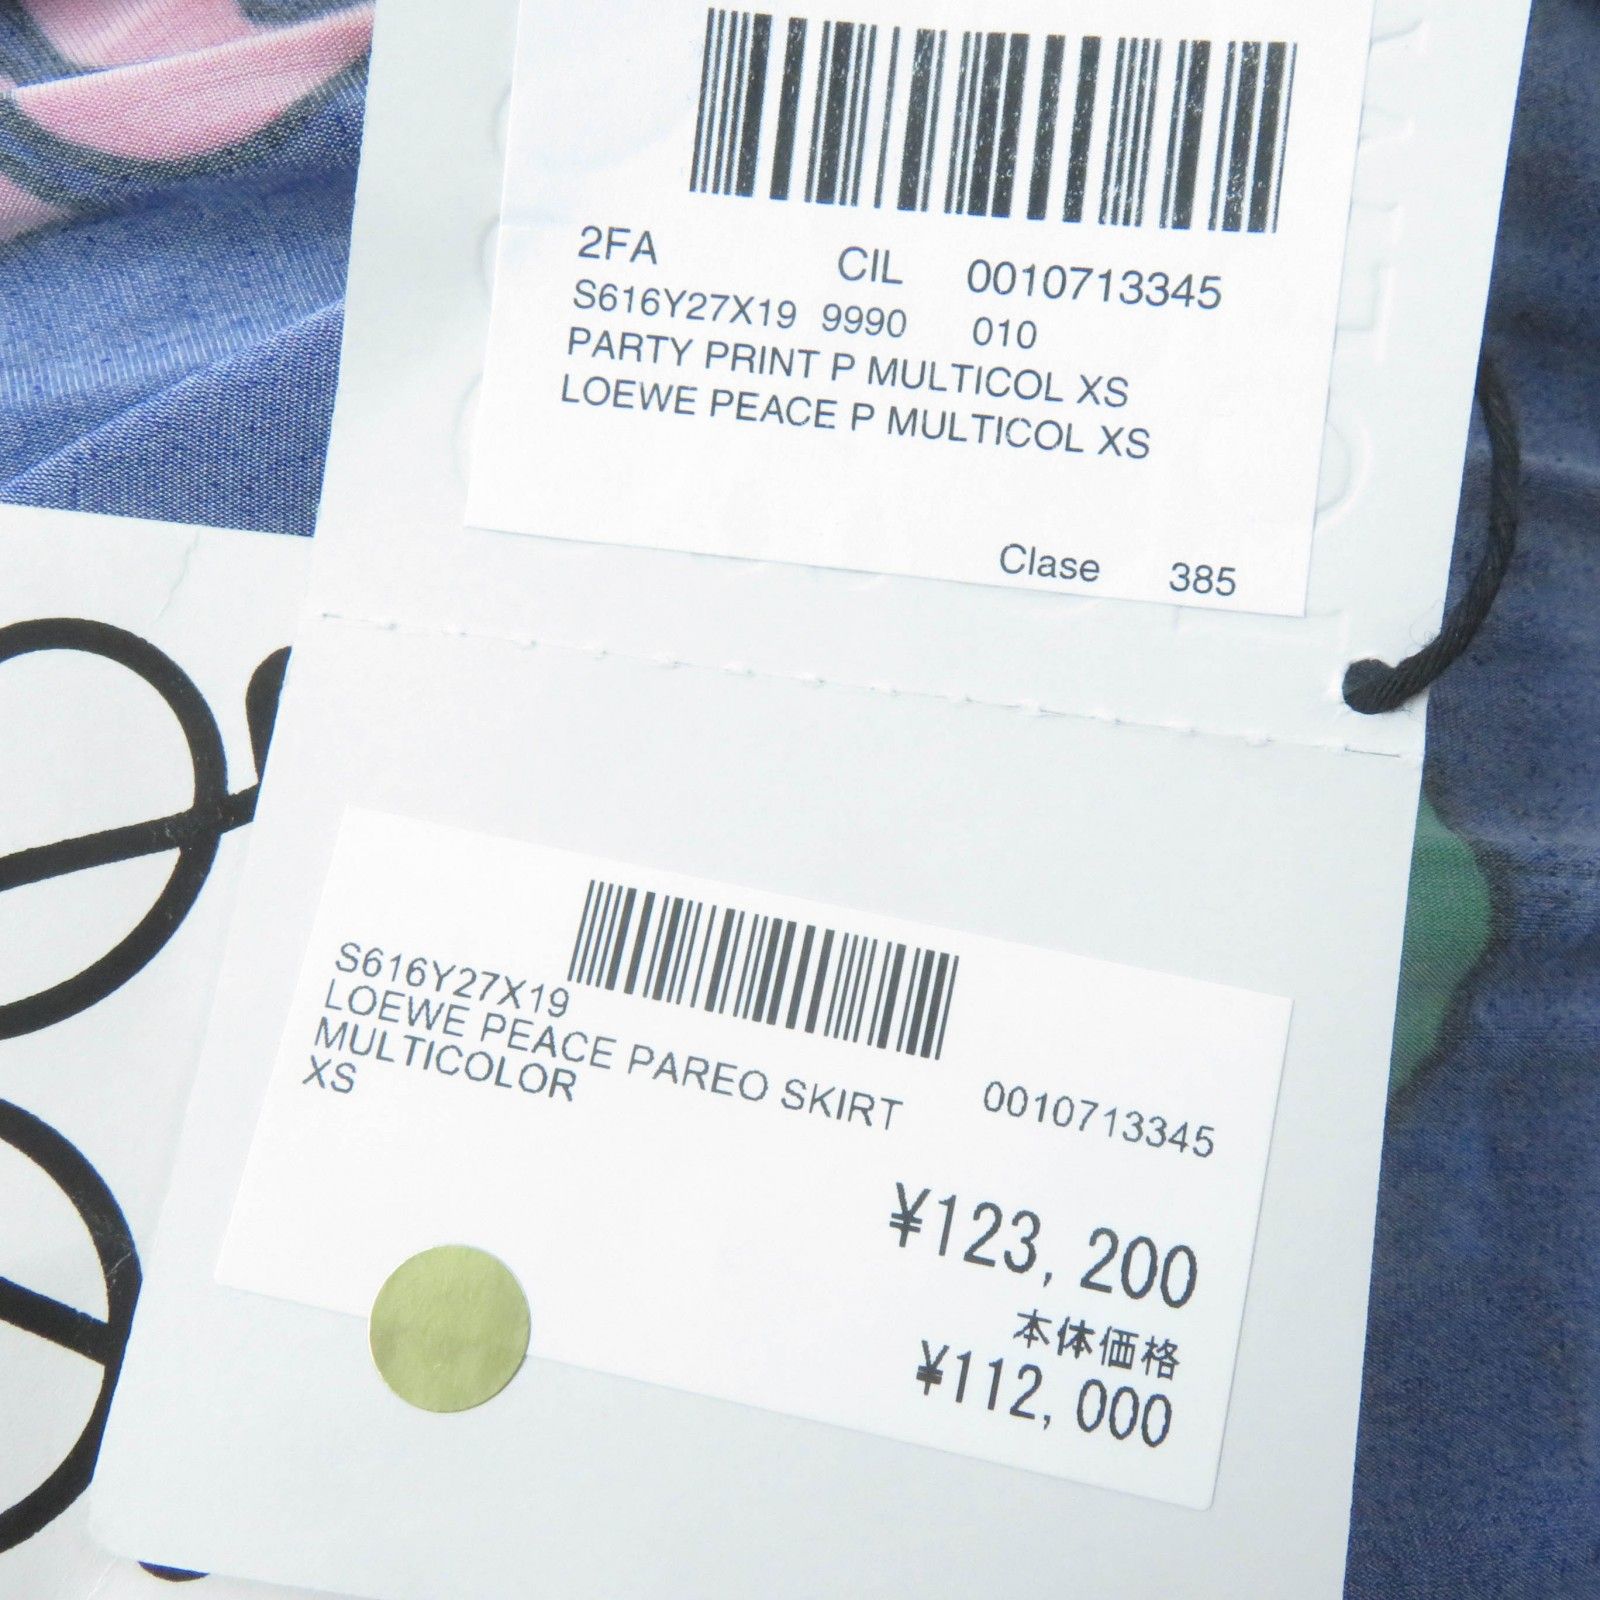 2FA CIL 0010713345
S616Y27X19 9990 010
PARTY PRINT P MULTICOL XS
LOEWE PEACE P MULTICOL XS
Clase 385
S616Y27X19
LOEWE PEACE PAREO SKIRT
MULTICOLOR
XS
0010713345
¥123,200
本体価格
¥112,000